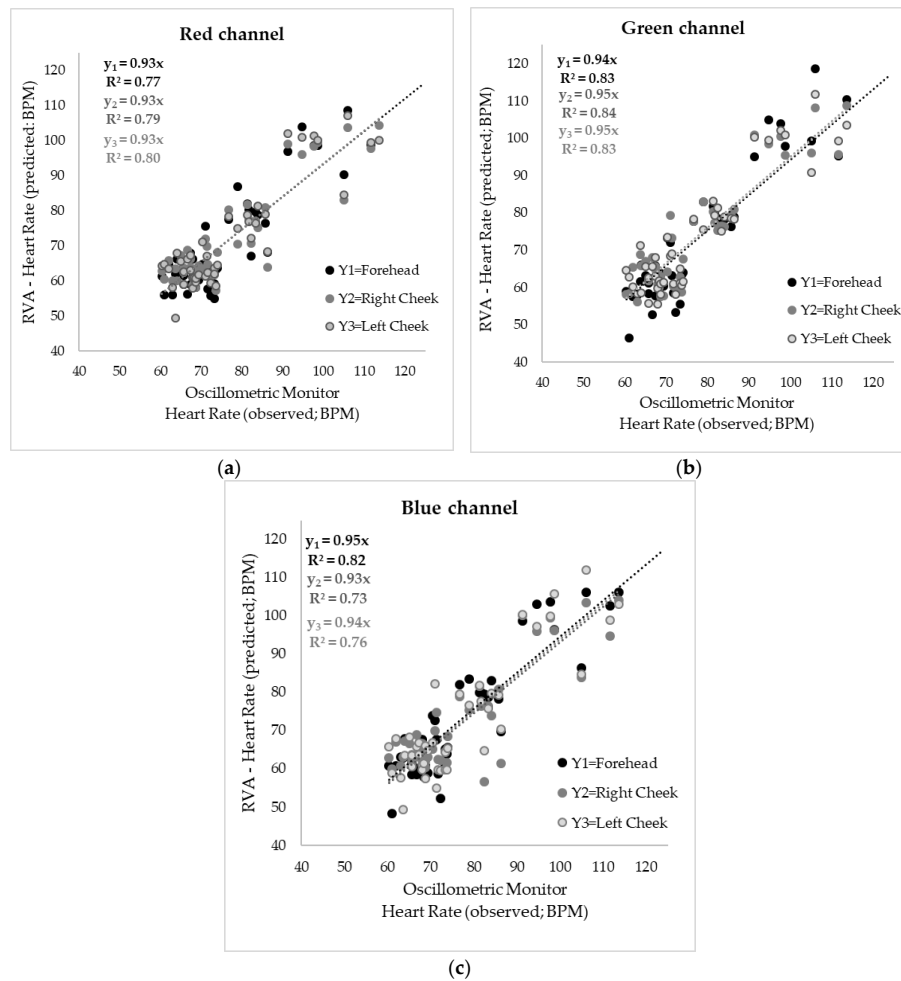 (a)
Red channel
y1 = 0.93x
R² = 0.77
y2 = 0.93x
R² = 0.79
y3 = 0.93x
R² = 0.80
RVA - Heart Rate (predicted; BPM)
120
110
100
90
80
70
60
50
40
Y1=Forehead
Y2=Right Cheek
Y3=Left Cheek
40 50 60 70 80 90 100 110 120
Oscillometric Monitor
Heart Rate (observed; BPM)
(a)
(b)
Green channel
y1 = 0.94x
R² = 0.83
y2 = 0.95x
R² = 0.84
y3 = 0.95x
R² = 0.83
RVA - Heart Rate (predicted; BPM)
120
110
100
90
80
70
60
50
40
Y1=Forehead
Y2=Right Cheek
Y3=Left Cheek
40 50 60 70 80 90 100 110 120
Oscillometric Monitor
Heart Rate (observed; BPM)
(b)
Blue channel
y1 = 0.95x
R² = 0.82
y2 = 0.93x
R² = 0.73
y3 = 0.94x
R² = 0.76
RVA - Heart Rate (predicted; BPM)
120
110
100
90
80
70
60
50
40
Y1=Forehead
Y2=Right Cheek
Y3=Left Cheek
40 50 60 70 80 90 100 110 120
Oscillometric Monitor
Heart Rate (observed; BPM)
(c)